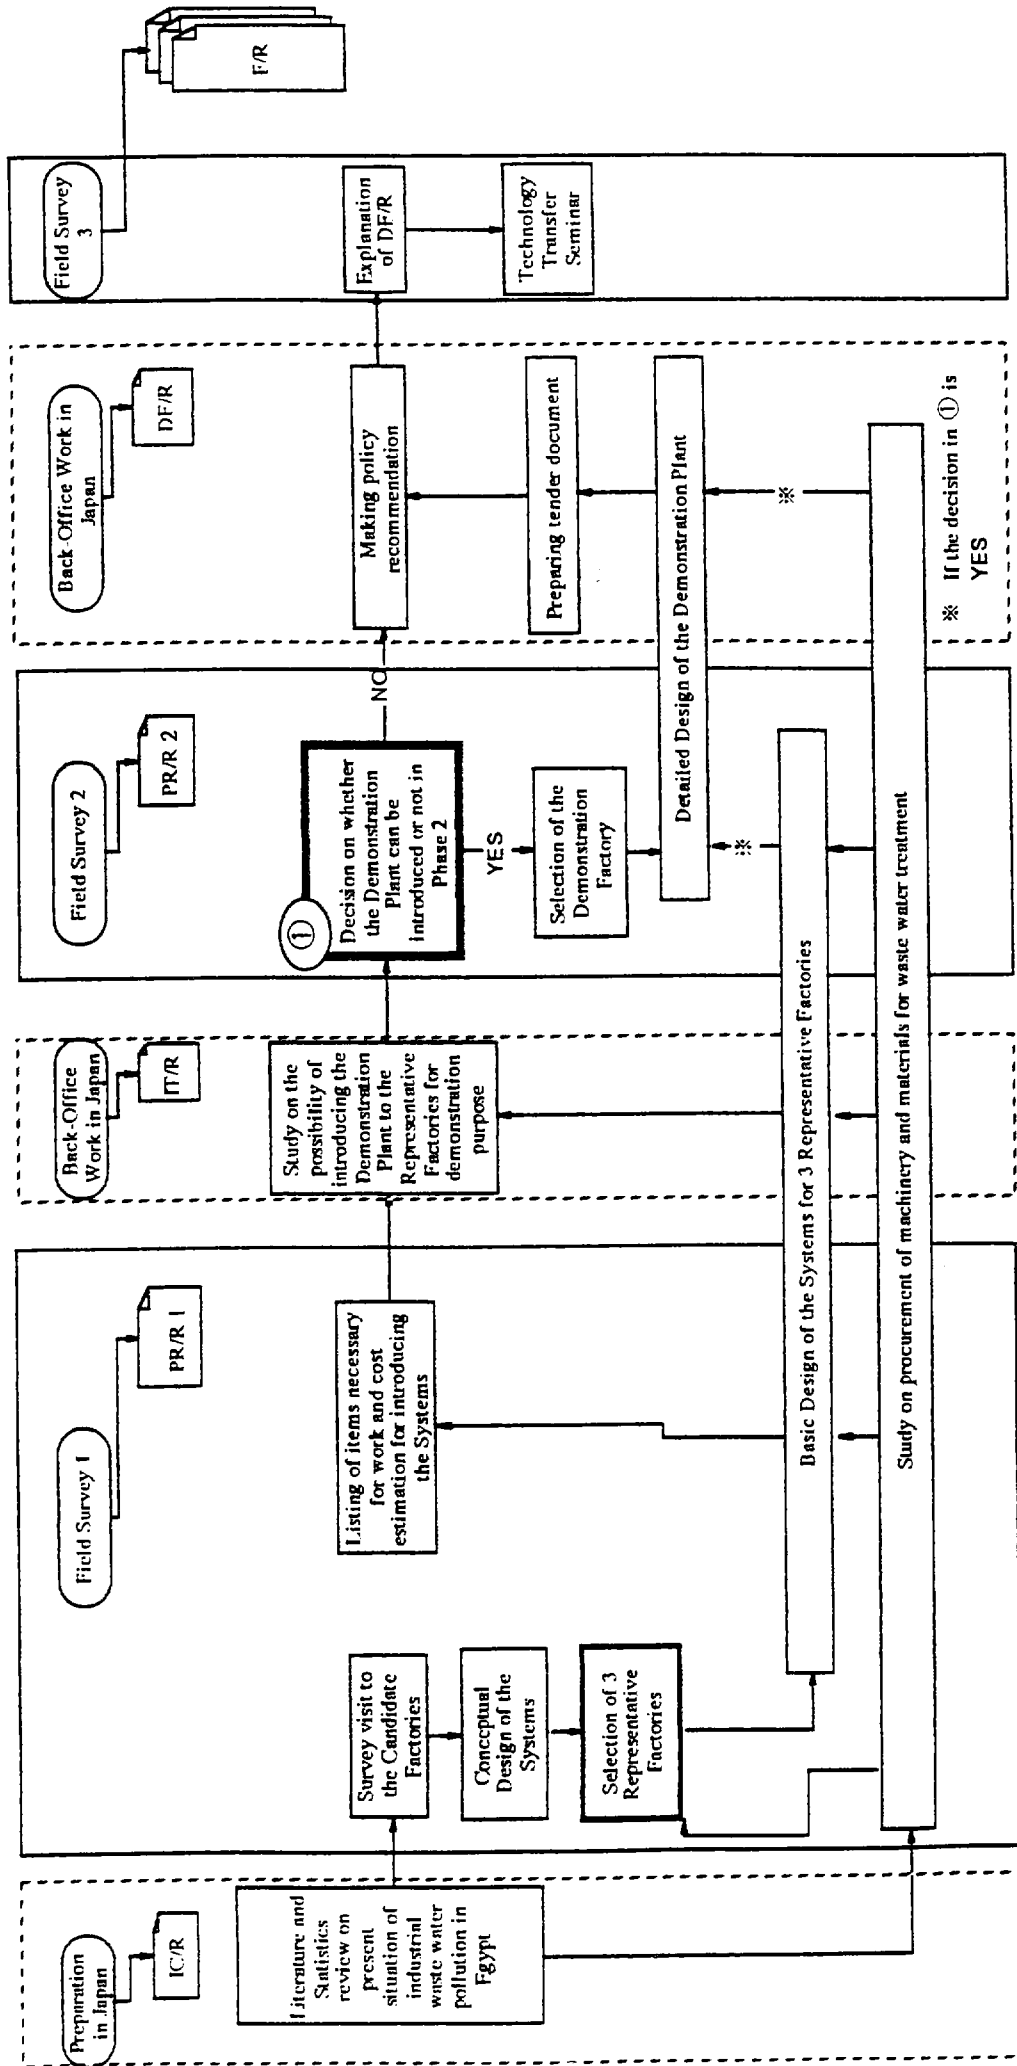 Preparation
in Japan
IC/R
Literature and
Statistics
review on
present
situation of
industrial
waste water
pollution in
Egypt
Field Survey 1
PR/R 1
Survey visit to
the Candidate
Factories
Conceptual
Design of the
Systems
Selection of 3
Representative
Factories
Listing of items necessary
for work and cost
estimation for introducing
the Systems
Back-Office
Work in Japan
IT/R
Study on the
possibility of
introducing the
Demonstration
Plant to the
Representative
Factories for
demonstration
purpose
Field Survey 2
PR/R 2
①
Decision on whether
the Demonstration
Plant can be
introduced or not in
Phase 2
NO
YES
Selection of the
Demonstration
Factory
※
Back-Office Work in
Japan
DF/R
Making policy
recommendation
Preparing tender document
Detailed Design of the Demonstration Plant
※
Basic Design of the Systems for 3 Representative Factories
Study on procurement of machinery and materials for waste water treatment
※ If the decision in ① is
YES
Field Survey
3
Explanation
of DF/R
Technology
Transfer
Seminar
F/R